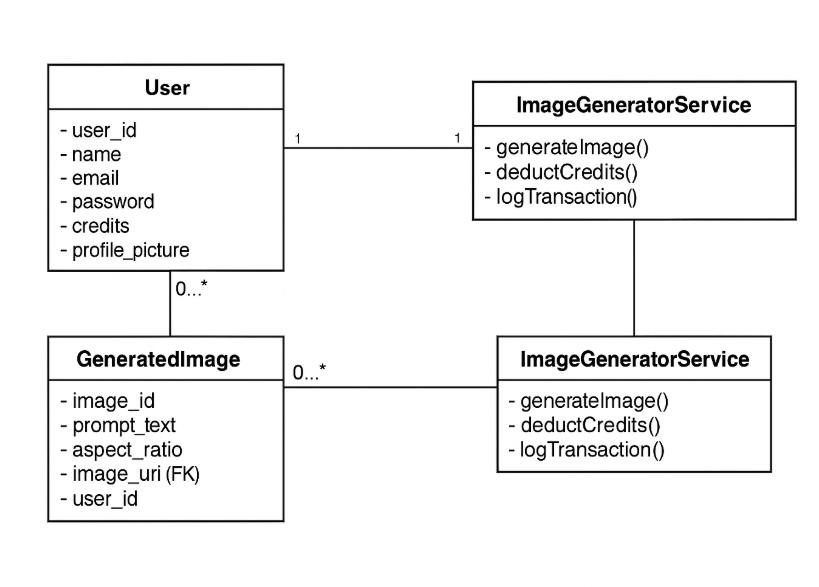 User
- user_id
- name
- email
- password
- credits
- profile_picture
1
1
ImageGeneratorService
- generateImage()
- deductCredits()
- logTransaction()
0...*
GeneratedImage
- image_id
- prompt_text
- aspect_ratio
- image_uri (FK)
- user_id
0...*
ImageGeneratorService
- generateImage()
- deductCredits()
- logTransaction()